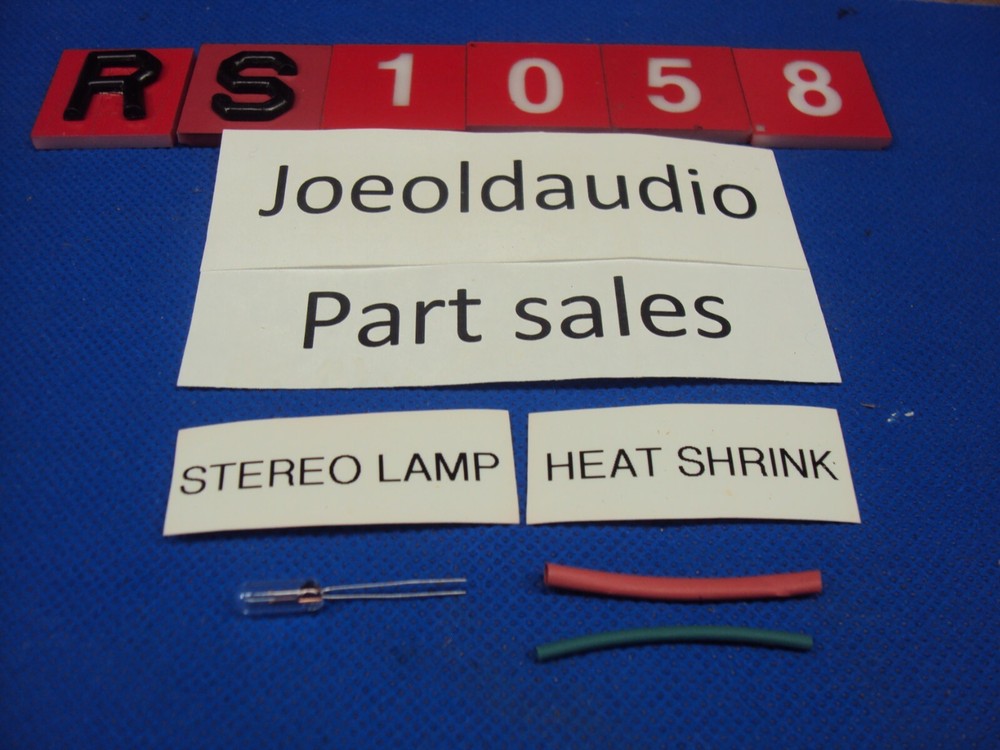 RS1058
Joeoldaudio
Part sales
STEREO LAMP
HEAT SHRINK